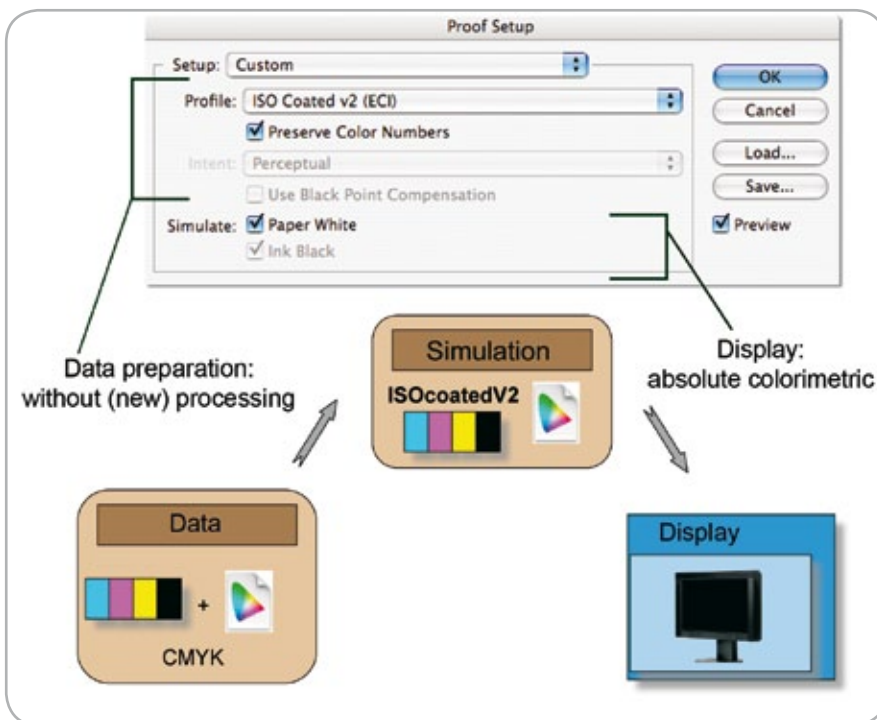 Proof Setup
Setup: Custom
OK
Profile: ISO Coated v2 (ECI)
Cancel
Preserve Color Numbers
Intent: Perceptual
Load...
Use Black Point Compensation
Save...
Simulate: Paper White
Preview
Ink Black
Data preparation:
without (new) processing
Simulation
ISOcoatedV2
Display:
absolute colorimetric
Data
+
CMYK
Display